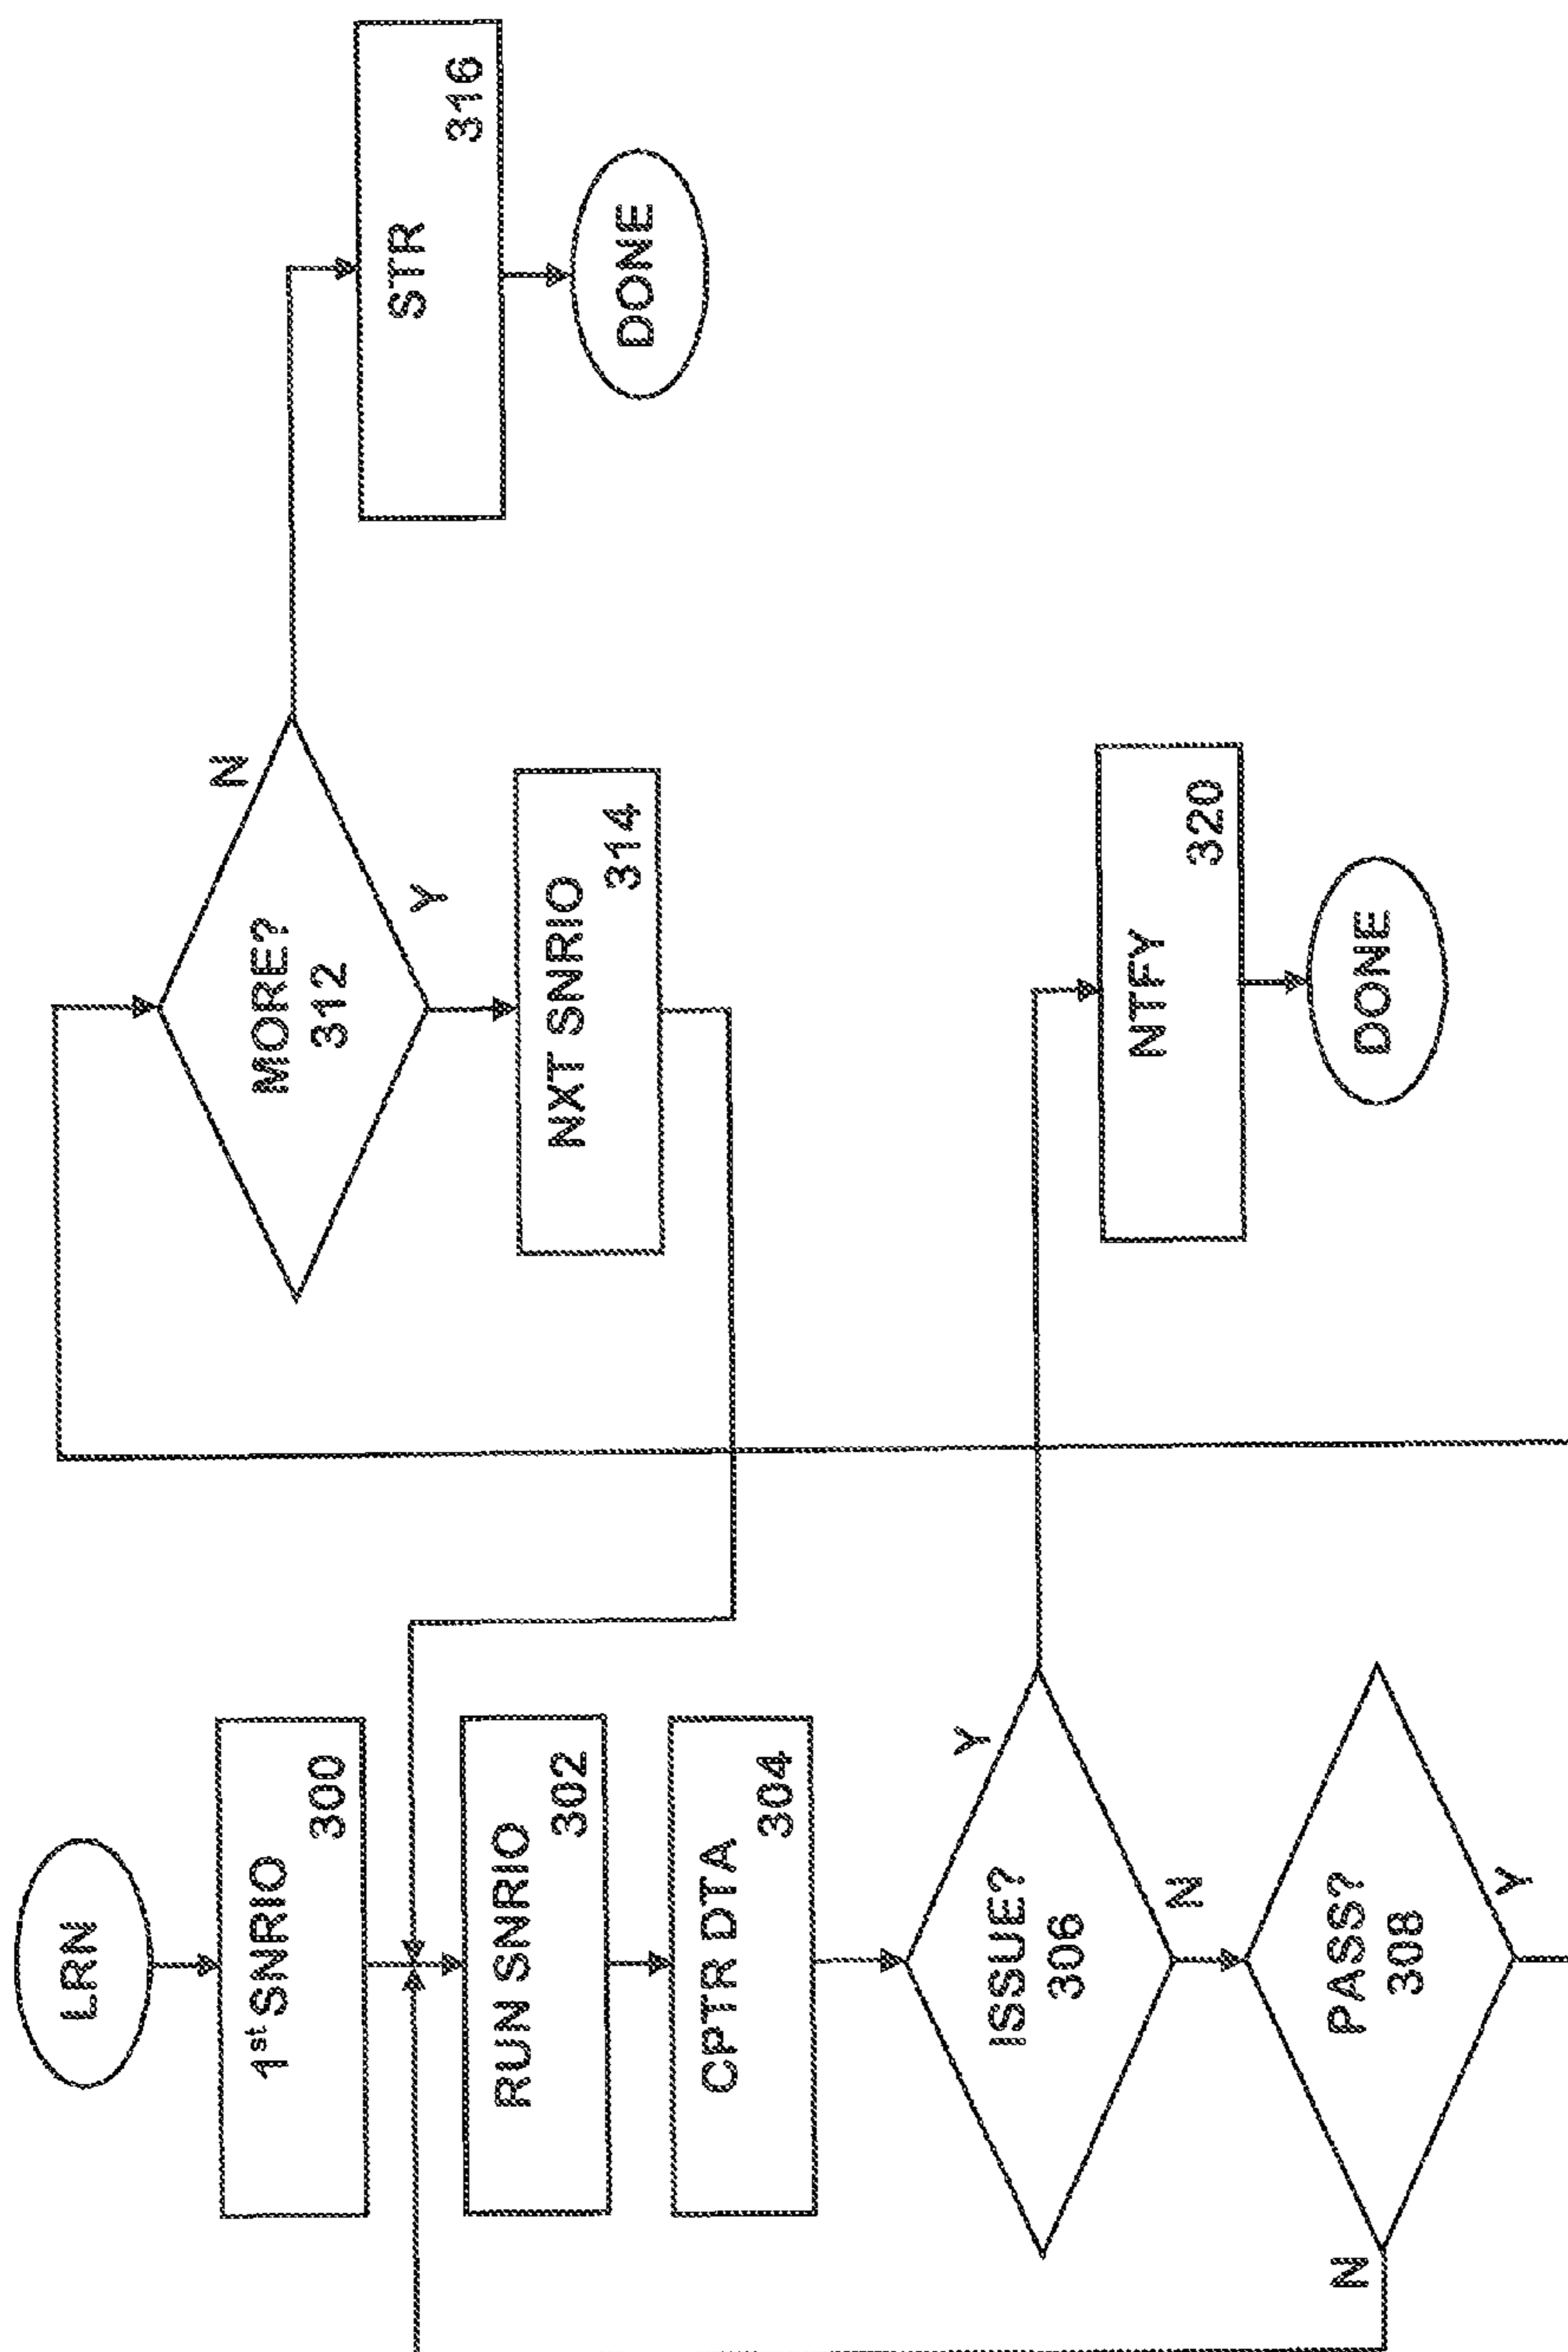 LRN
1st SNRIO
300
RUN SNRIO
302
CPTR DTA
304
ISSUE?
306
Y
N
PASS?
308
N
Y
MORE?
312
N
Y
NXT SNRIO
314
STR
316
DONE
NTFY
320
DONE